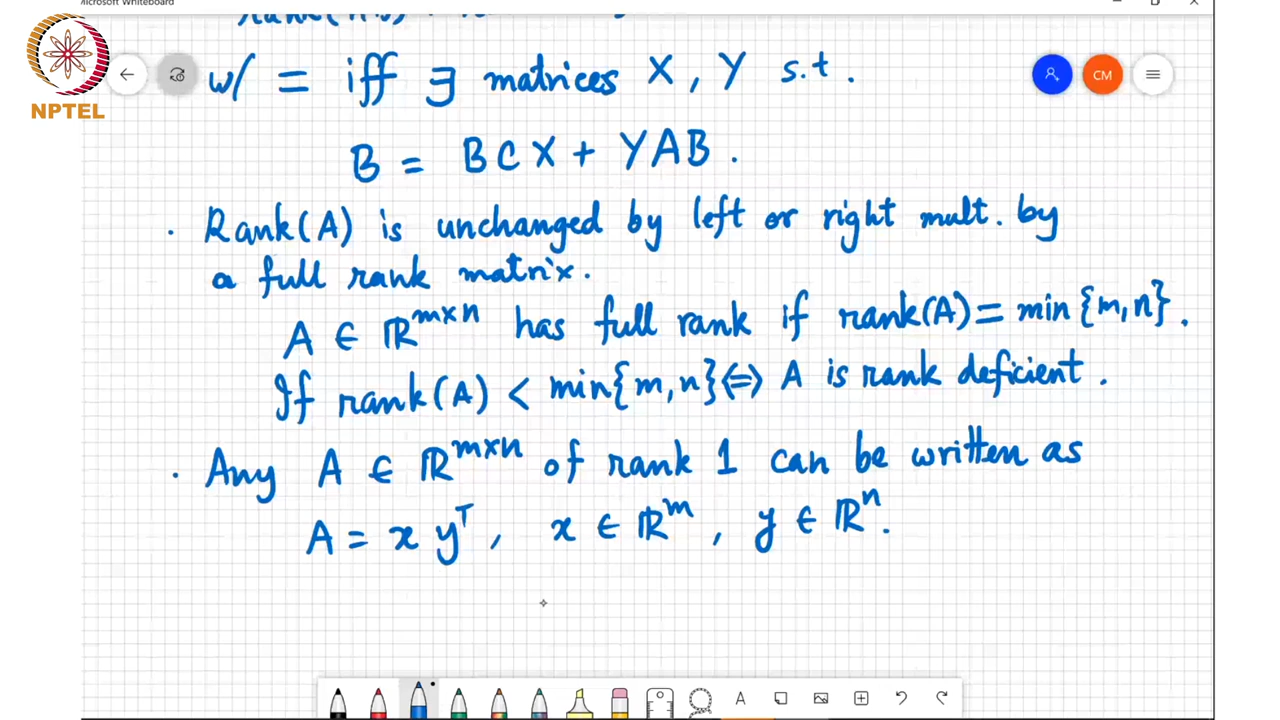 Microsoft Whiteboard
NPTEL
w/ = iff ∃ matrices X, Y s.t.
CM
B = BCX + YAB.
· Rank(A) is unchanged by left or right mult. by
a full rank matrix.
A ∈ ℝ^{m×n} has full rank if rank(A) = min{m,n}.
If rank(A) < min{m,n} ⇔ A is rank deficient.
· Any A ∈ ℝ^{m×n} of rank 1 can be written as
A = x y^T, x ∈ ℝ^m, y ∈ ℝ^n.